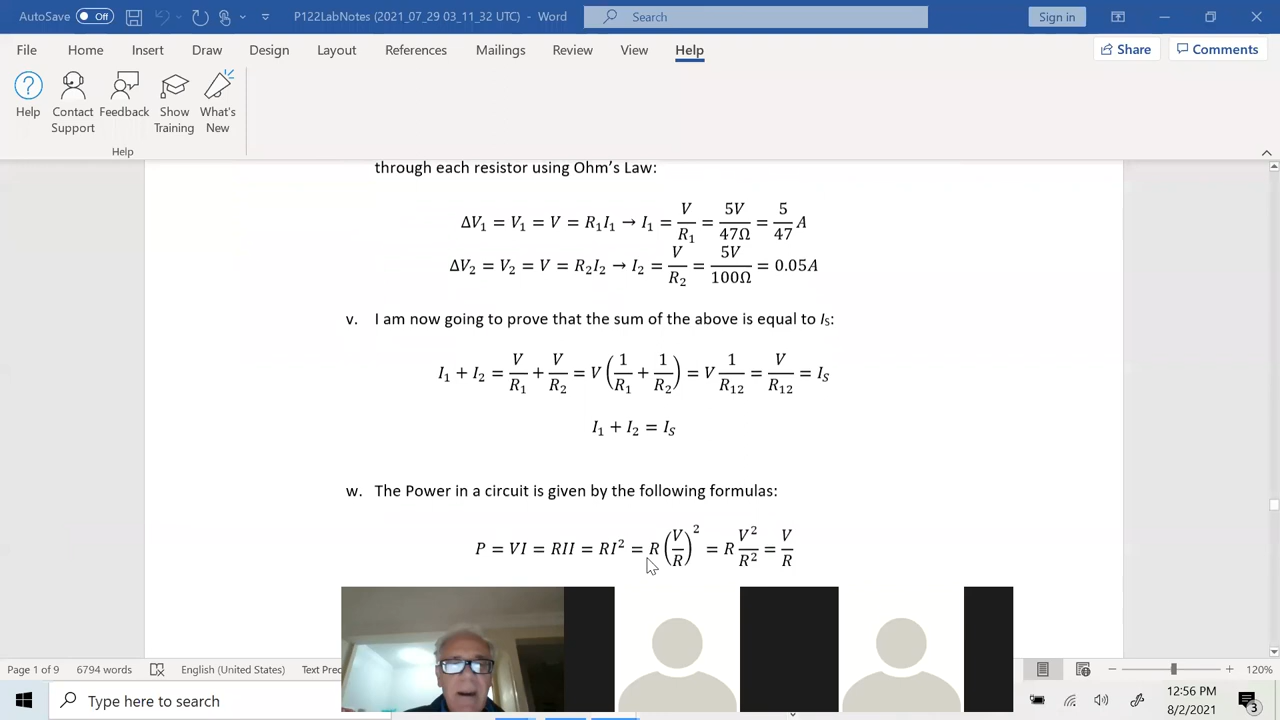 AutoSave Off P122LabNotes (2021_07_29 03_11_32 UTC) - Word Search Sign in
File Home Insert Draw Design Layout References Mailings Review View Help Share Comments
Help Contact Support Feedback Show Training What's New
Help
through each resistor using Ohm's Law:
ΔV₁ = V₁ = V = R₁I₁ → I₁ = V/R₁ = 5V/47Ω = 5/47 A
ΔV₂ = V₂ = V = R₂I₂ → I₂ = V/R₂ = 5V/100Ω = 0.05A
v. I am now going to prove that the sum of the above is equal to Iₛ:
I₁ + I₂ = V/R₁ + V/R₂ = V(1/R₁ + 1/R₂) = V 1/R₁₂ = V/R₁₂ = I_S
I₁ + I₂ = I_S
w. The Power in a circuit is given by the following formulas:
P = VI = RII = RI² = R(V/R)² = R V²/R² = V/R
Page 1 of 9 6794 words English (United States) Text Prec 120%
Type here to search 12:56 PM
8/2/2021 3